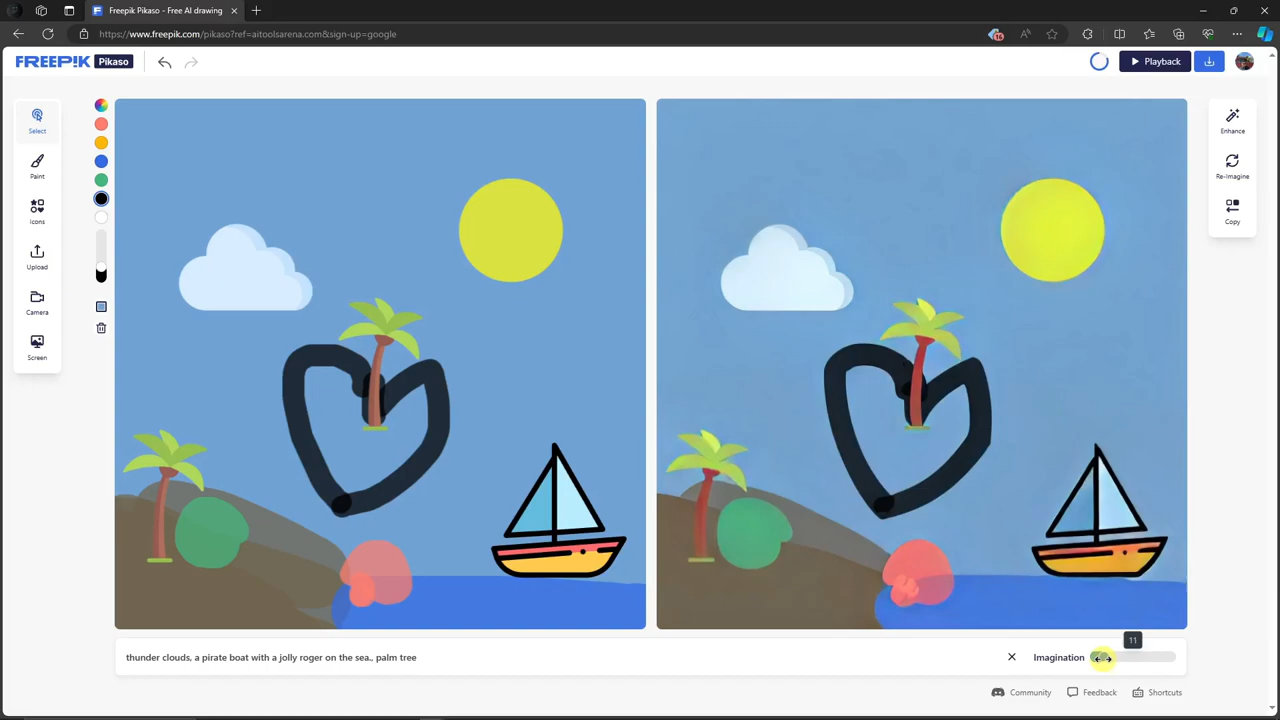 Freepik Pikaso - Free AI drawing
https://www.freepik.com/pikaso?ref=aitoolsarena.com&sign-up=google
FREEP!K Pikaso
Playback
Select
Paint
Icons
Upload
Camera
Screen
Enhance
Re-Imagine
Copy
11
thunder clouds, a pirate boat with a jolly roger on the sea., palm tree
Imagination
Community
Feedback
Shortcuts